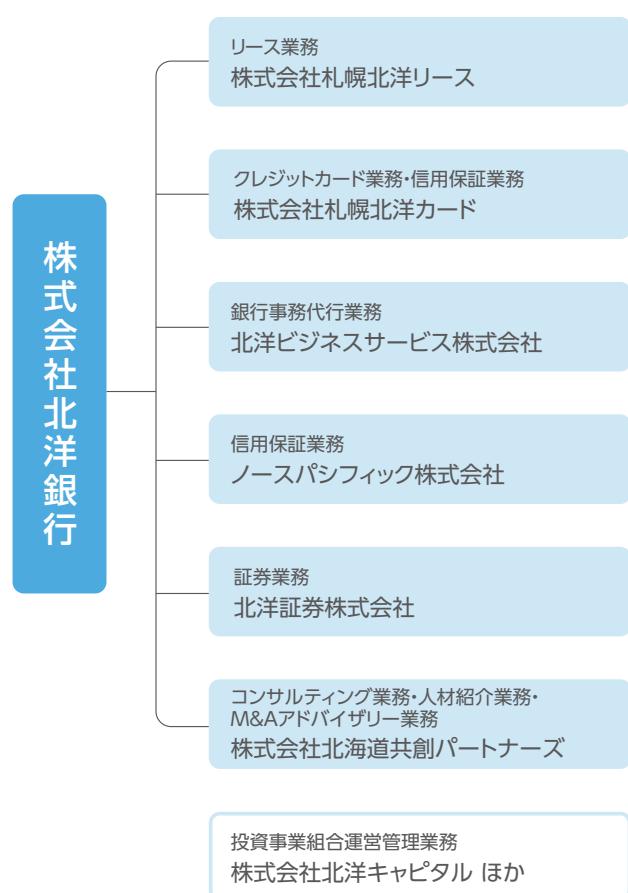 株式会社北洋銀行
リース業務
株式会社札幌北洋リース
クレジットカード業務・信用保証業務
株式会社札幌北洋カード
銀行事務代行業務
北洋ビジネスサービス株式会社
信用保証業務
ノースパシフィック株式会社
証券業務
北洋証券株式会社
コンサルティング業務・人材紹介業務・
M&Aアドバイザリー業務
株式会社北海道共創パートナーズ
投資事業組合運営管理業務
株式会社北洋キャピタル ほか